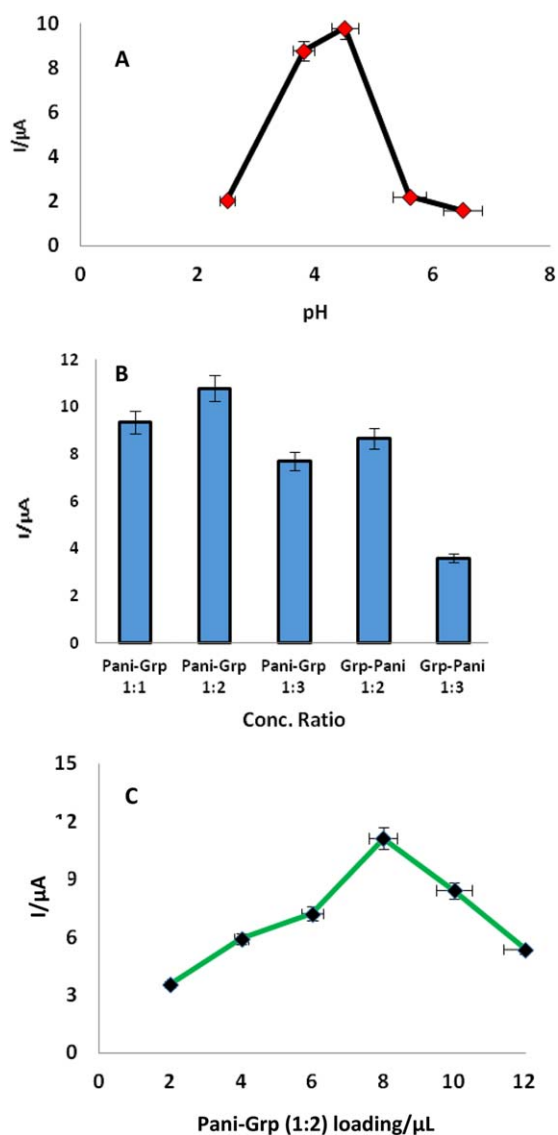 10
A
8
6
I/µA
4
2
0
0 2 4 6 8
pH
12
B
10
8
I/µA
6
4
2
0
Pani-Grp Pani-Grp Pani-Grp Grp-Pani Grp-Pani
1:1 1:2 1:3 1:2 1:3
Conc. Ratio
15
C
12
9
I/µA
6
3
0
0 2 4 6 8 10 12
Pani-Grp (1:2) loading/µL